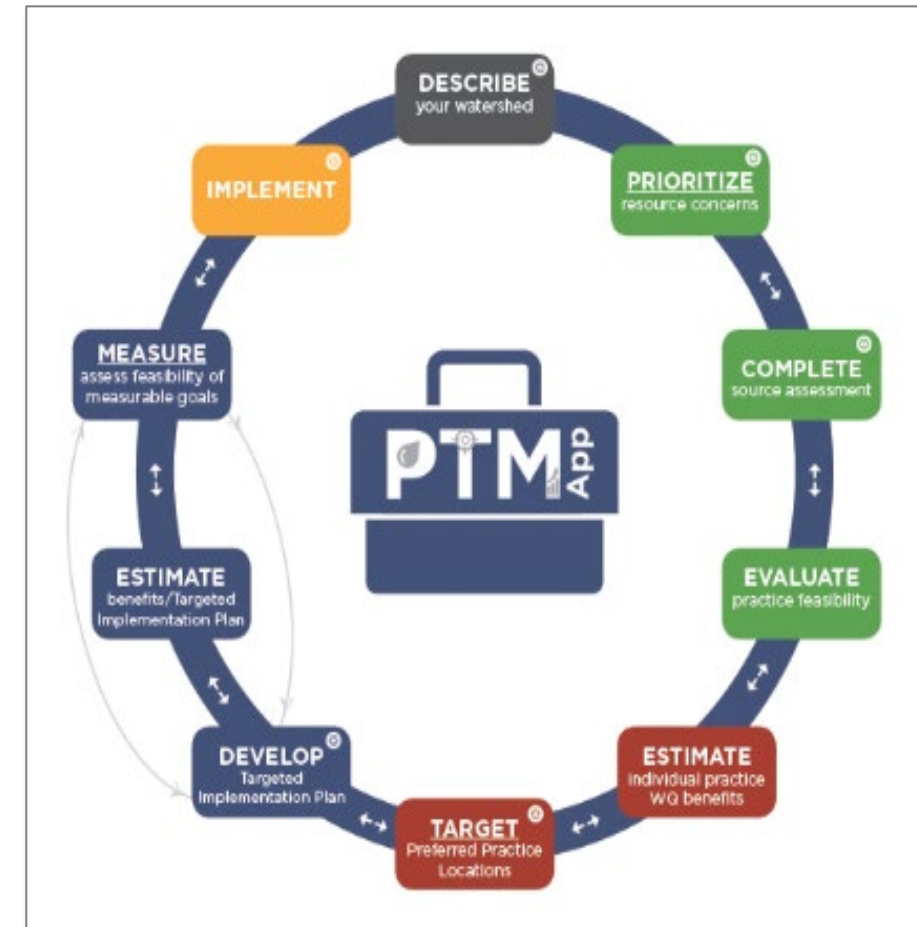 DESCRIBE
your watershed
PRIORITIZE
resource concerns
COMPLETE
source assessment
EVALUATE
practice feasibility
ESTIMATE
individual practice
WQ benefits
TARGET
Preferred Practice
Locations
DEVELOP
Targeted
Implementation Plan
ESTIMATE
benefits/Targeted
Implementation Plan
MEASURE
assess feasibility of
measurable goals
IMPLEMENT
PTM
App